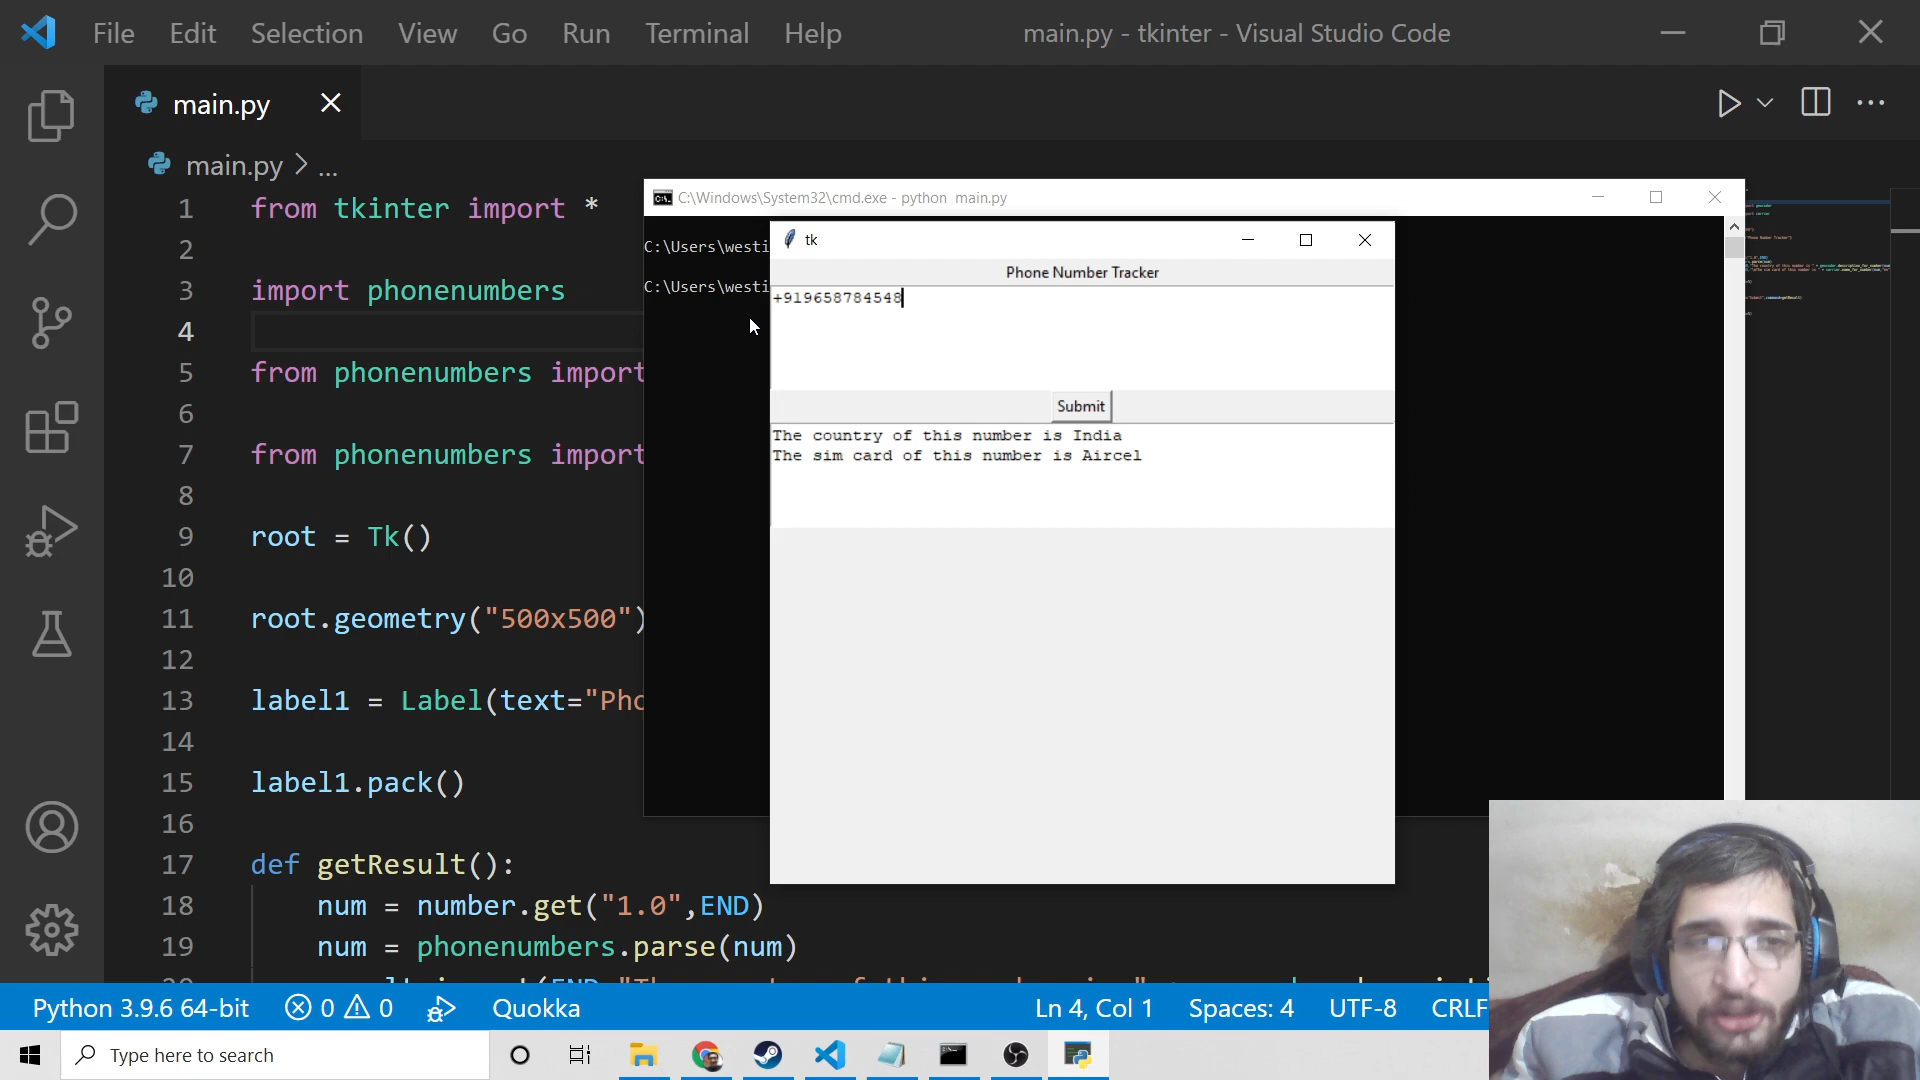 File Edit Selection View Go Run Terminal Help main.py - tkinter - Visual Studio Code
main.py
main.py > ...
1 from tkinter import *
2
3 import phonenumbers
4
5 from phonenumbers import
6
7 from phonenumbers import
8
9 root = Tk()
10
11 root.geometry("500x500")
12
13 label1 = Label(text="Pho
14
15 label1.pack()
16
17 def getResult():
18 num = number.get("1.0",END)
19 num = phonenumbers.parse(num)
C:\Windows\System32\cmd.exe - python main.py
C:\Users\westi
C:\Users\westi
tk
Phone Number Tracker
+919658784548
Submit
The country of this number is India
The sim card of this number is Aircel
Python 3.9.6 64-bit 0 0 Quokka Ln 4, Col 1 Spaces: 4 UTF-8 CRLF
Type here to search